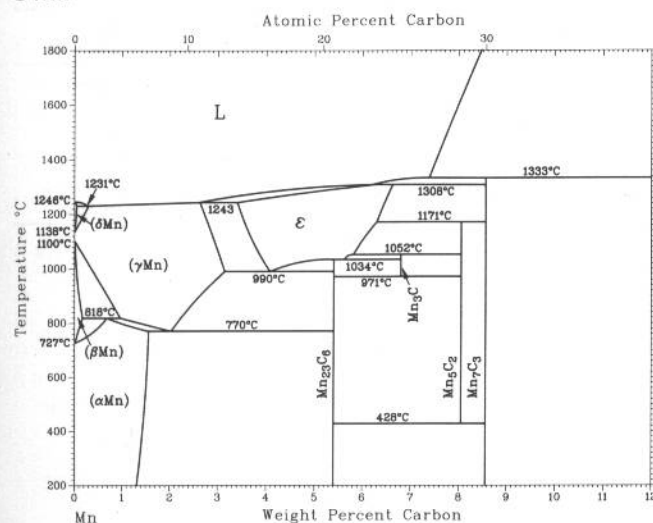 Atomic Percent Carbon
0 10 20 30
1800
1600
1400
1200
1000
800
600
400
200
Temperature °C
L
1231°C
1246°C
(δMn)
1138°C
1100°C
(γMn)
1243
ε
1333°C
1308°C
1171°C
1052°C
1034°C
990°C
971°C
Mn₃C
818°C
770°C
(βMn)
727°C
(αMn)
Mn₂₃C₆
Mn₅C₂
Mn₇C₃
428°C
0 1 2 3 4 5 6 7 8 9 10 11 12
Mn
Weight Percent Carbon